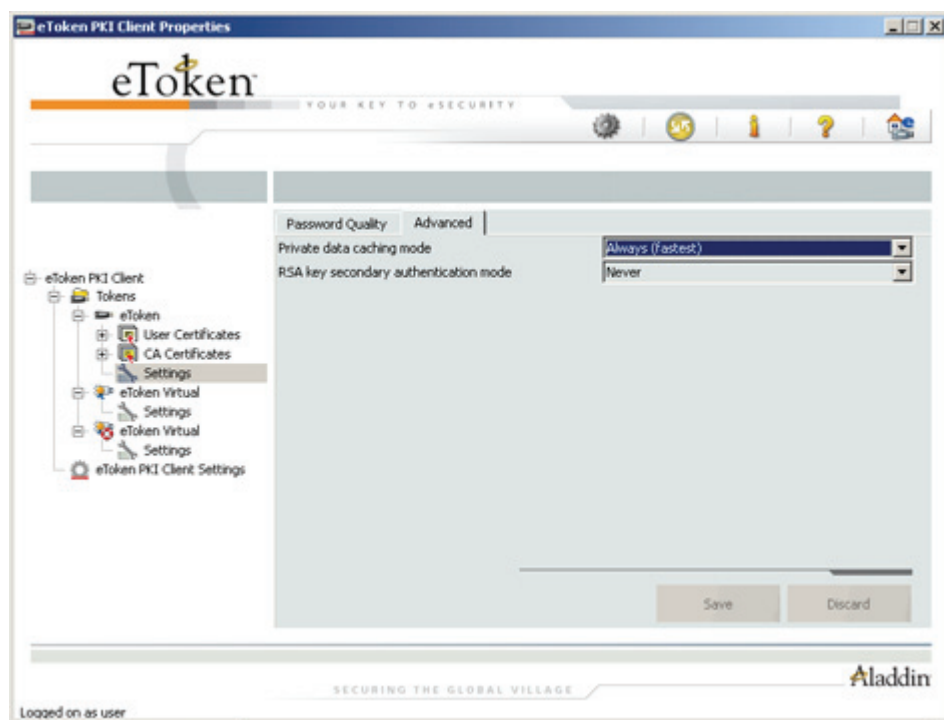 eToken PKI Client Properties
eToken
YOUR KEY TO eSECURITY
SOS
Password Quality
Advanced
Private data caching mode
Always (fastest)
RSA key secondary authentication mode
Never
eToken PKI Client
Tokens
eToken
User Certificates
CA Certificates
Settings
eToken Virtual
Settings
eToken Virtual
Settings
eToken PKI Client Settings
Save
Discard
SECURING THE GLOBAL VILLAGE
Aladdin
Logged on as user